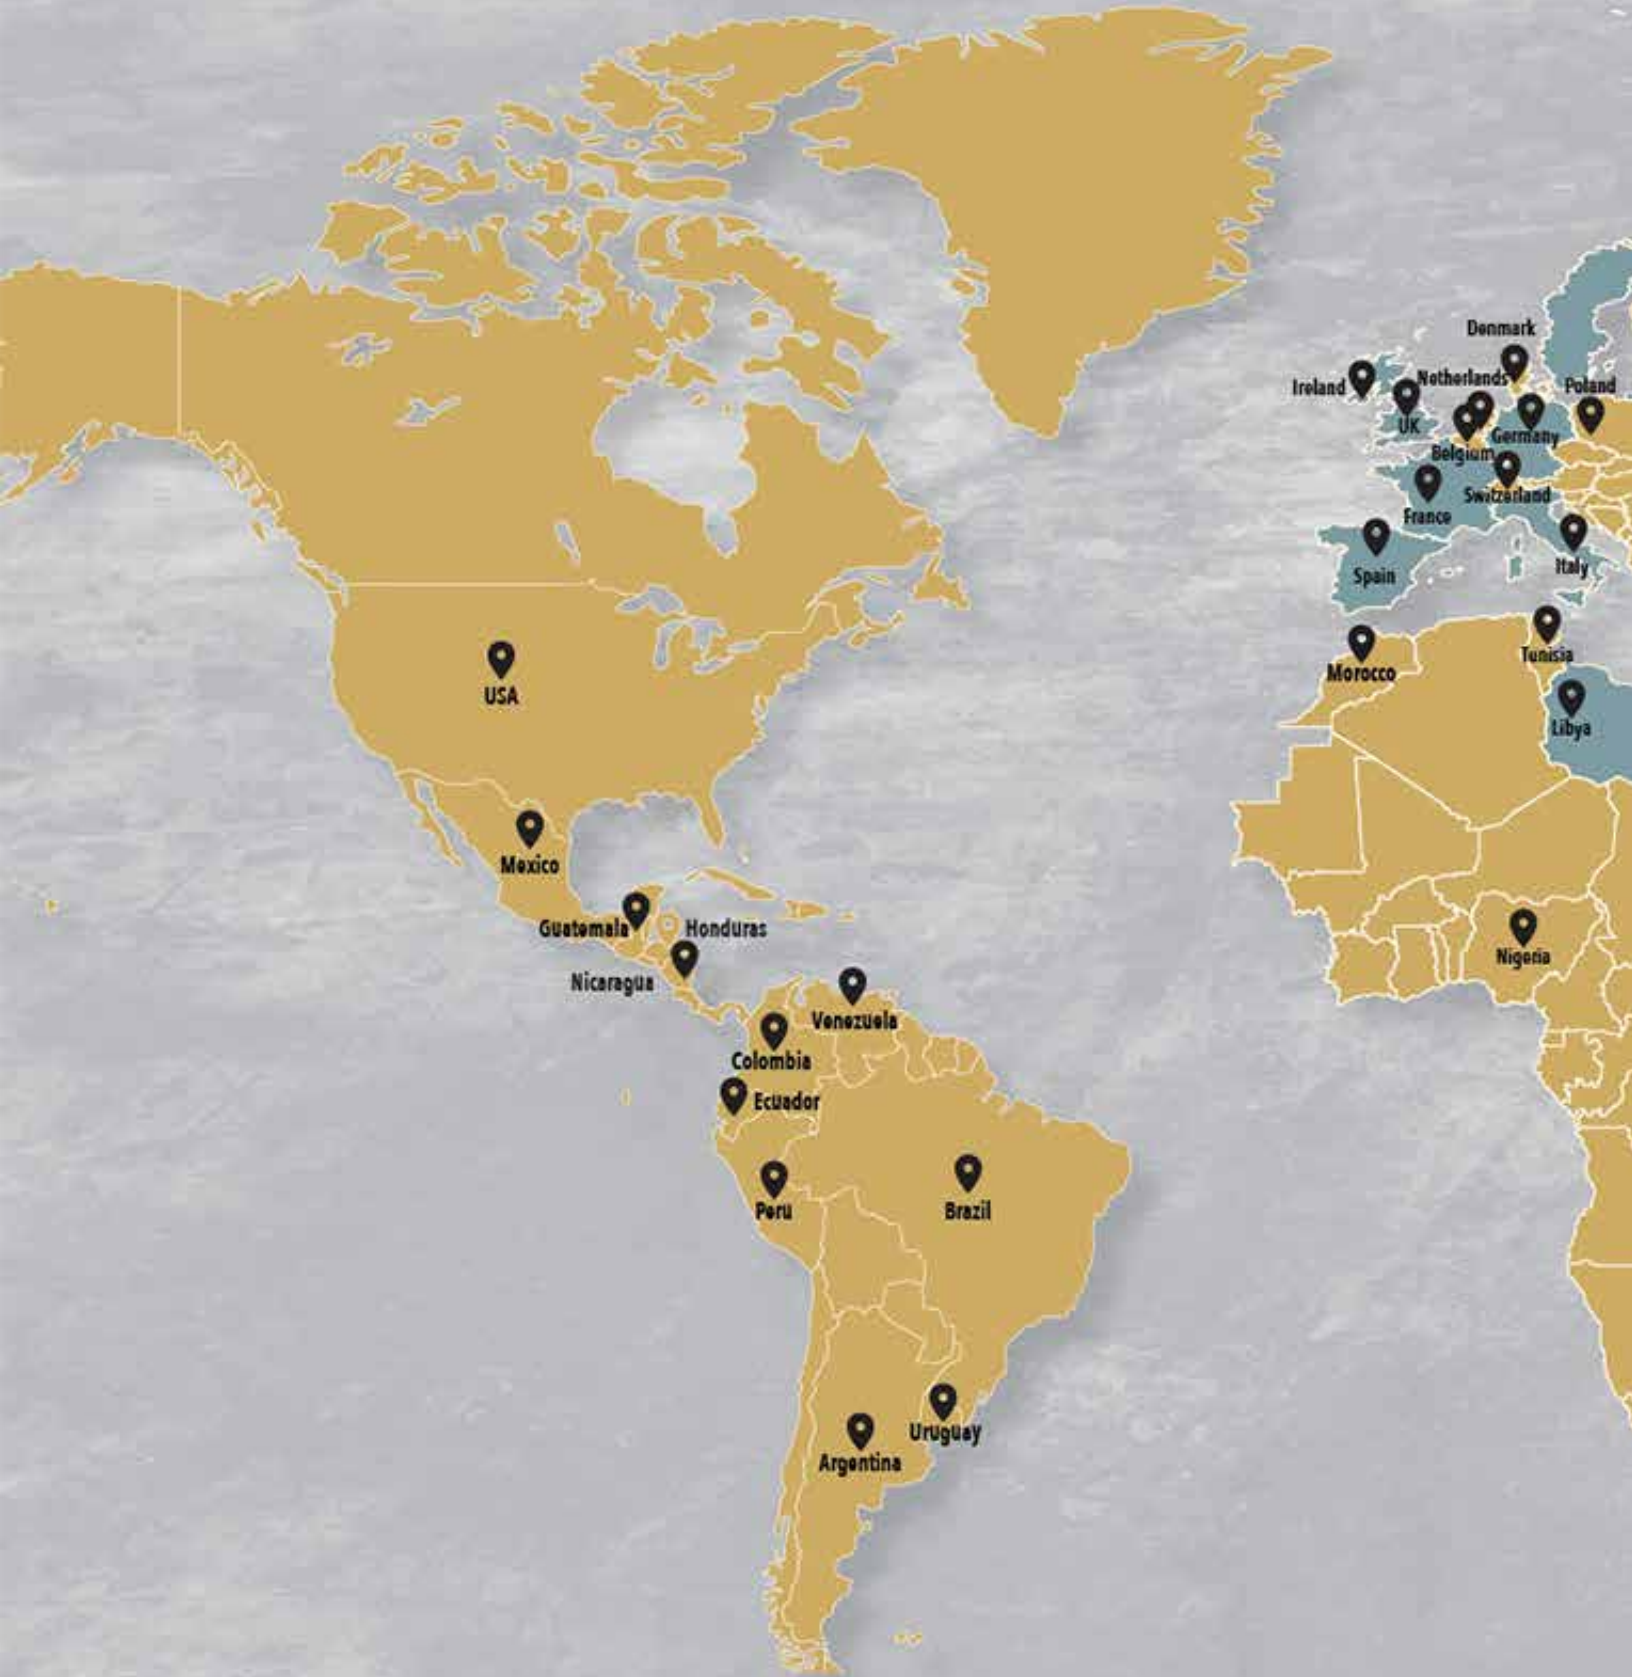 Denmark
Ireland
Netherlands
Poland
UK
Germany
Belgium
Switzerland
France
Italy
Spain
Tunisia
Morocco
USA
Libya
Mexico
Guatemala
Honduras
Nigeria
Nicaragua
Venezuela
Colombia
Ecuador
Peru
Brazil
Uruguay
Argentina